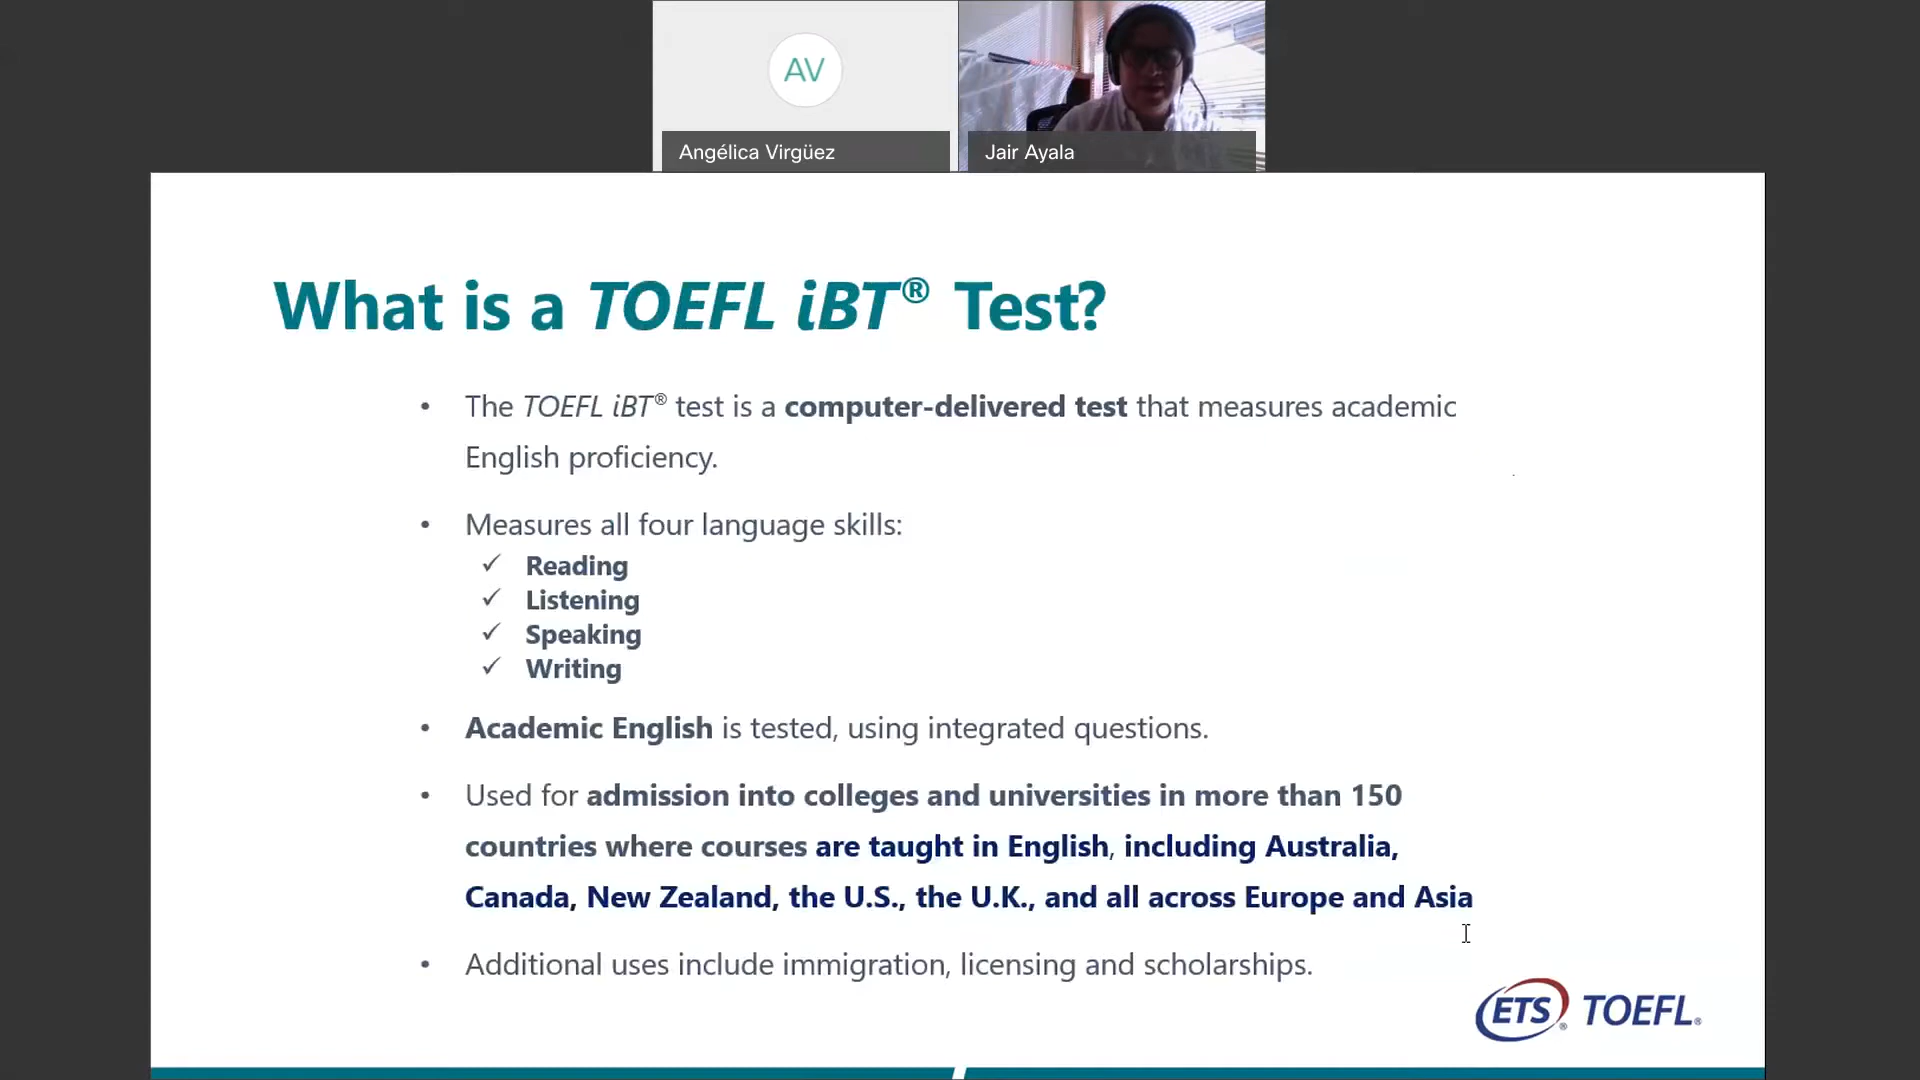 AV
Angélica Virgüez
Jair Ayala
What is a TOEFL iBT® Test?
• The TOEFL iBT® test is a computer-delivered test that measures academic
English proficiency.
• Measures all four language skills:
✓ Reading
✓ Listening
✓ Speaking
✓ Writing
• Academic English is tested, using integrated questions.
• Used for admission into colleges and universities in more than 150
countries where courses are taught in English, including Australia,
Canada, New Zealand, the U.S., the U.K., and all across Europe and Asia
• Additional uses include immigration, licensing and scholarships.
ETS® TOEFL®